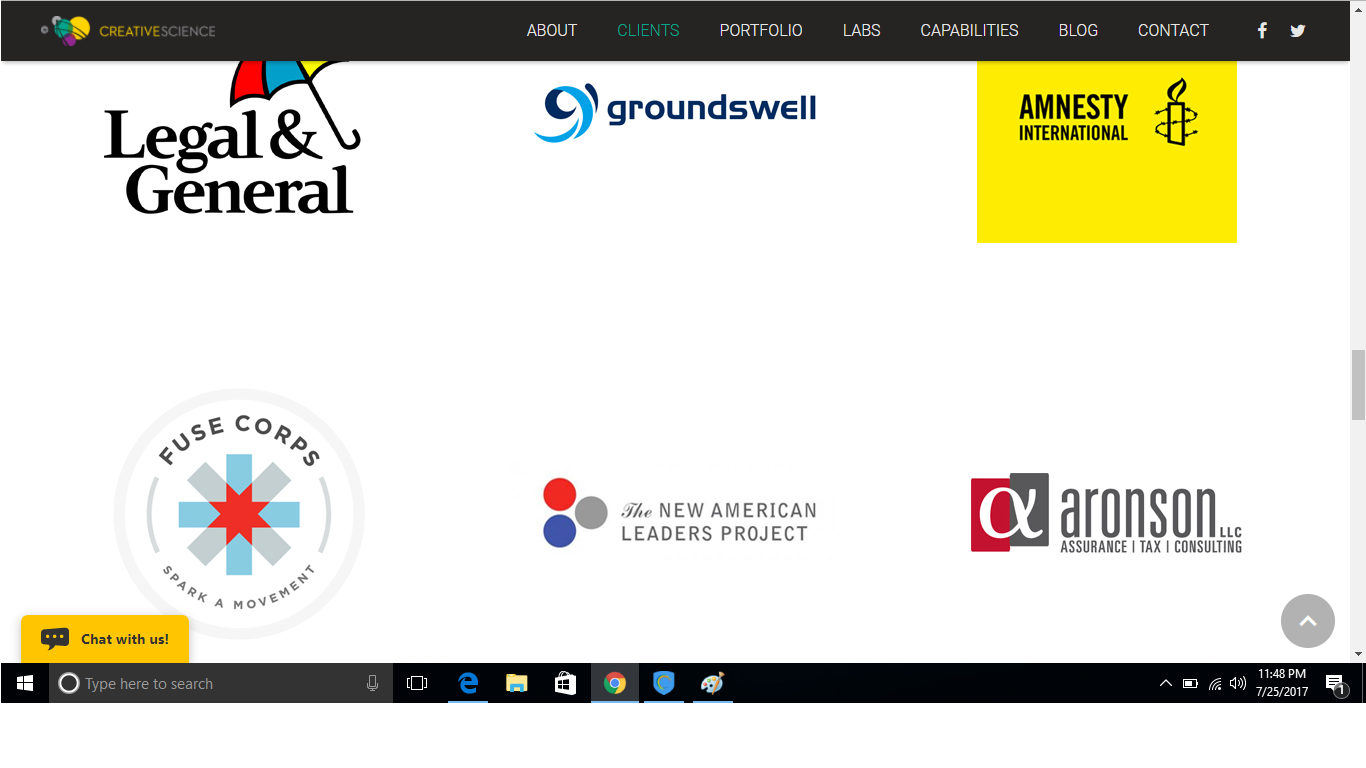 CREATIVESCIENCE
ABOUT CLIENTS PORTFOLIO LABS CAPABILITIES BLOG CONTACT
Legal &
General
groundswell
AMNESTY
INTERNATIONAL
FUSE CORPS
SPARK A MOVEMENT
The NEW AMERICAN
LEADERS PROJECT
aronson LLC
ASSURANCE | TAX | CONSULTING
Chat with us!
Type here to search
11:48 PM
7/25/2017
1